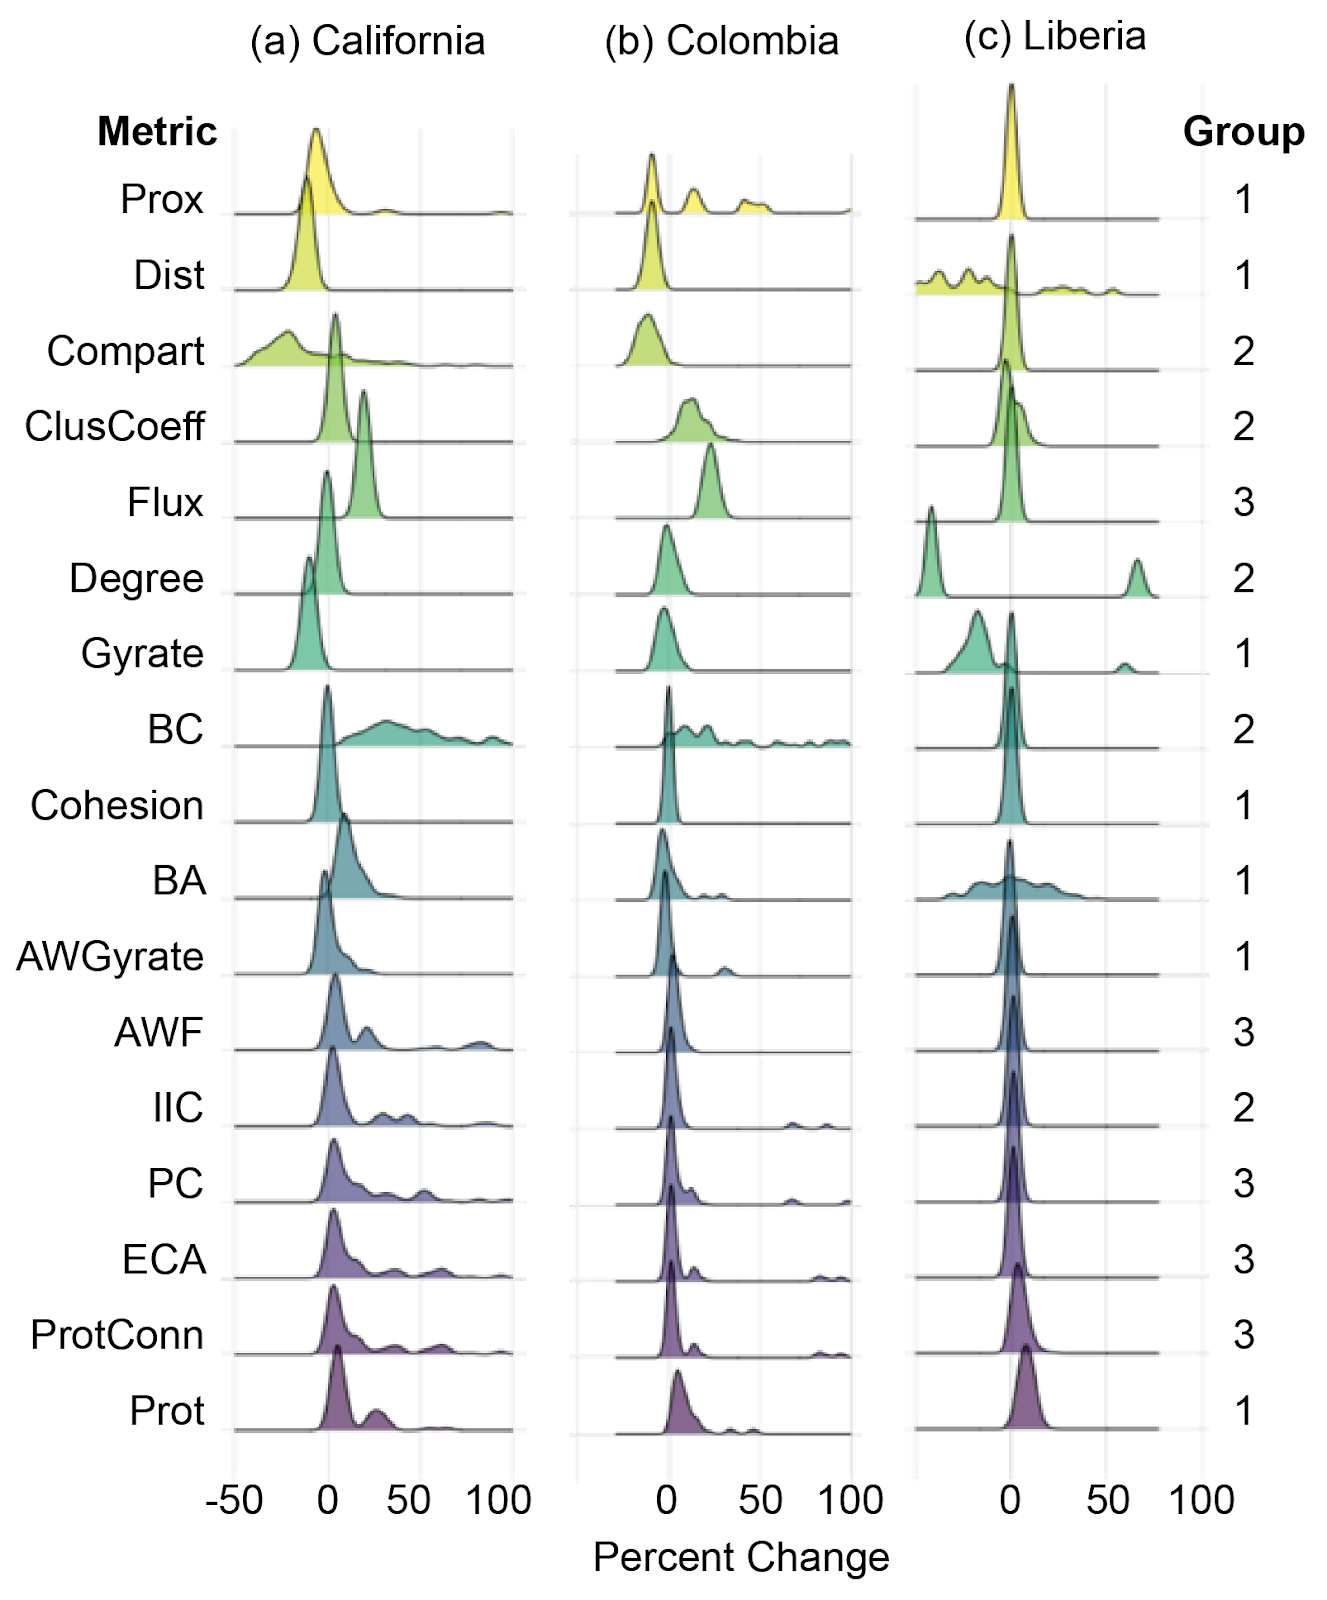 (a) California (b) Colombia (c) Liberia
Metric Group
Prox 1
Dist 1
Compart 2
ClusCoeff 2
Flux 3
Degree 2
Gyrate 1
BC 2
Cohesion 1
BA 1
AWGyrate 1
AWF 3
IIC 2
PC 3
ECA 3
ProtConn 3
Prot 1
-50 0 50 100 0 50 100 0 50 100
Percent Change